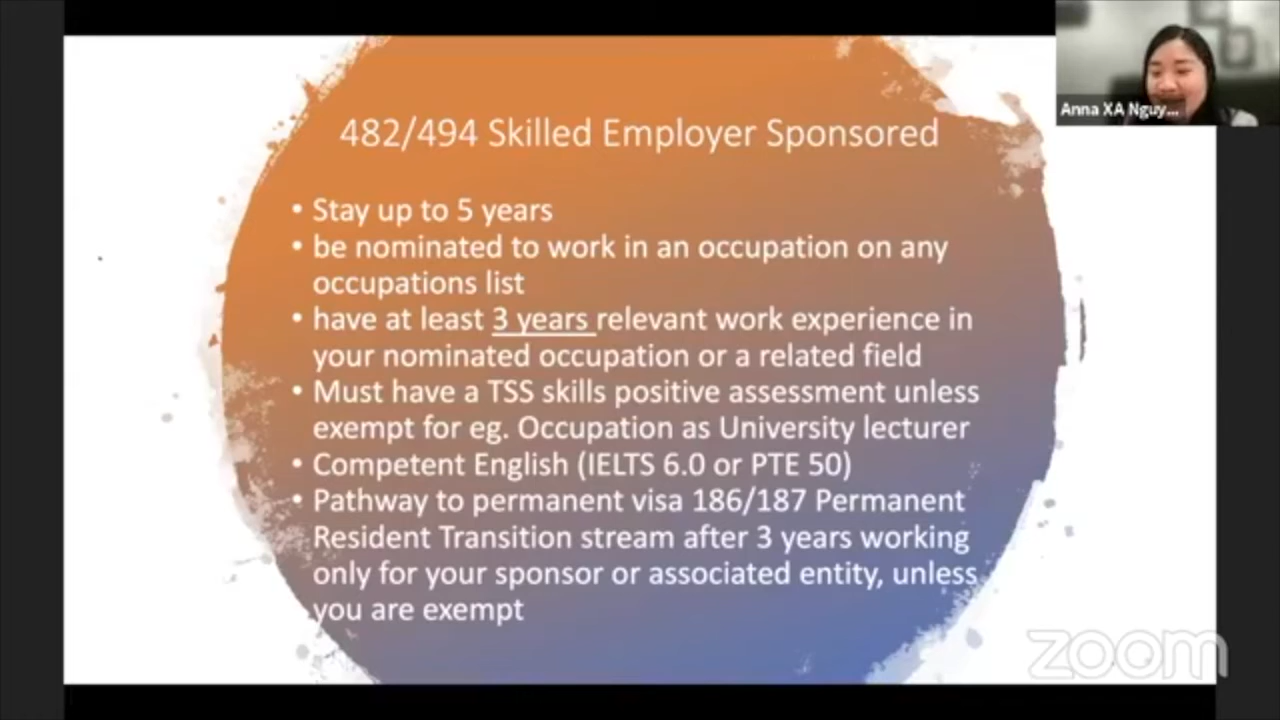 482/494 Skilled Employer Sponsored
• Stay up to 5 years
• be nominated to work in an occupation on any
occupations list
• have at least 3 years relevant work experience in
your nominated occupation or a related field
• Must have a TSS skills positive assessment unless
exempt for eg. Occupation as University lecturer
• Competent English (IELTS 6.0 or PTE 50)
• Pathway to permanent visa 186/187 Permanent
Resident Transition stream after 3 years working
only for your sponsor or associated entity, unless
you are exempt
Anna XA Nguy...
zoom